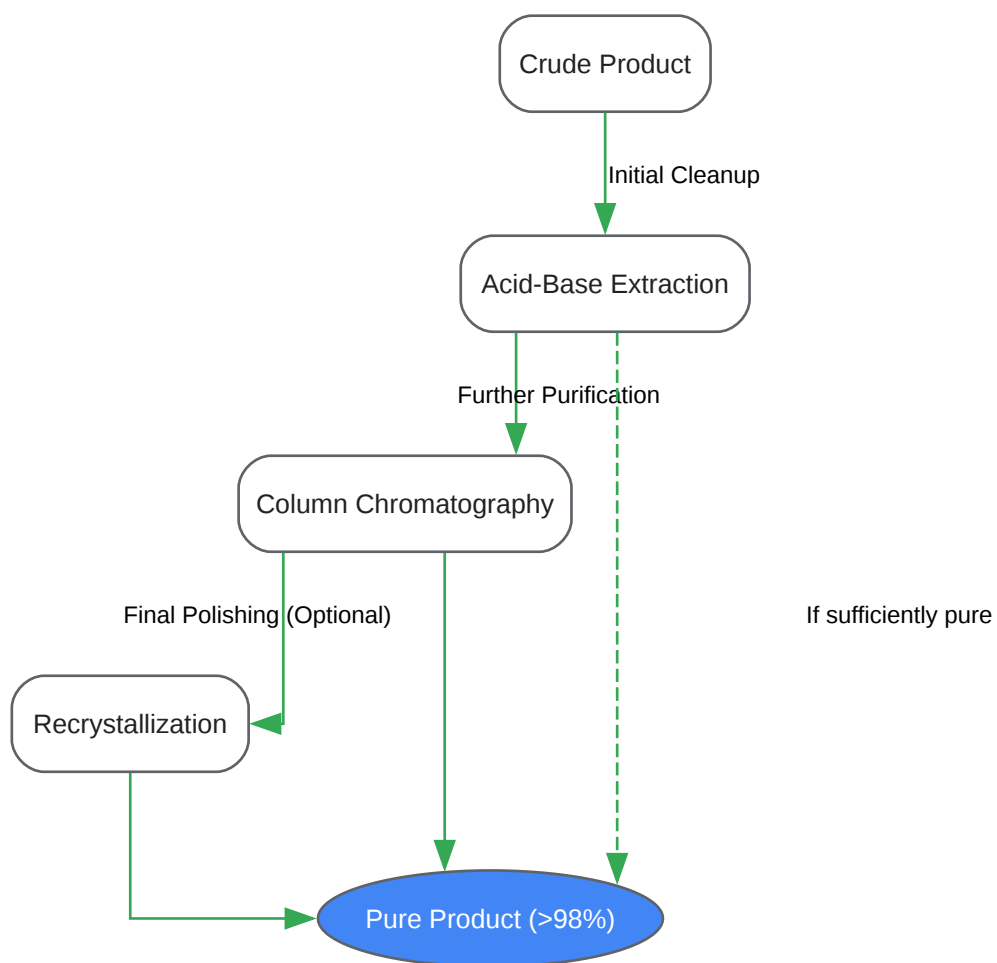 Crude Product
Initial Cleanup
Acid-Base Extraction
Further Purification
Column Chromatography
Final Polishing (Optional)
If sufficiently pure
Recrystallization
Pure Product (>98%)